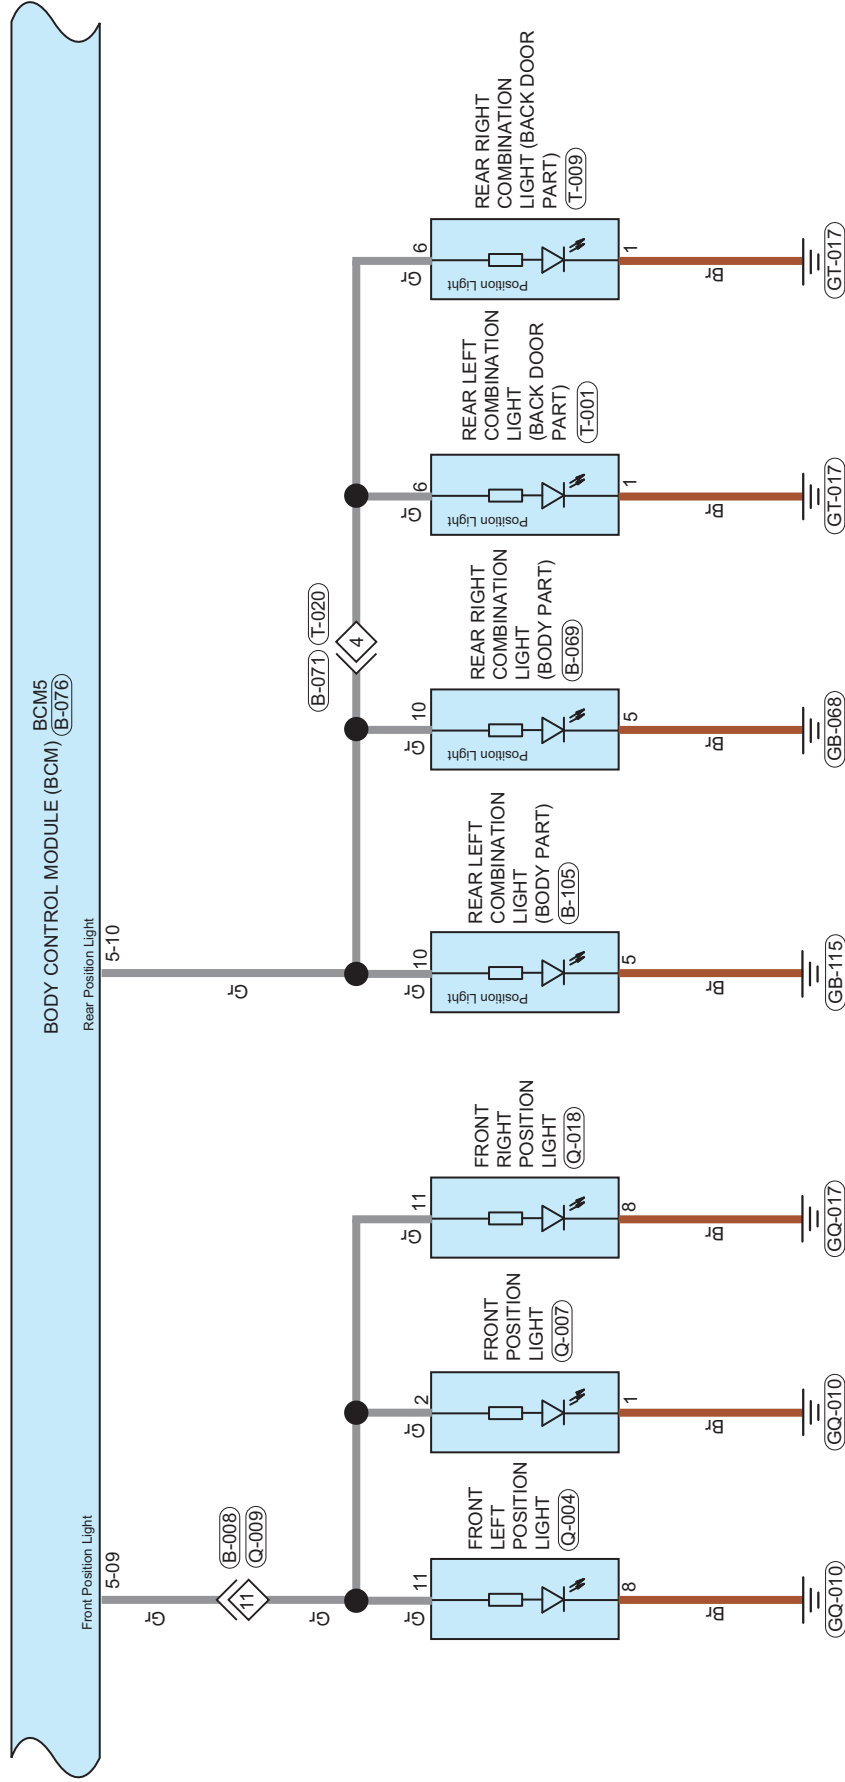 BODY CONTROL MODULE (BCM)
BCM5
B-076
Front Position Light
5-09
Rear Position Light
5-10
Gr
B-008
Q-009
11
Gr
Gr
B-071
T-020
4
Gr
11
FRONT
LEFT
POSITION
LIGHT
Q-004
8
Br
GQ-010
Gr
2
FRONT
POSITION
LIGHT
Q-007
1
Br
GQ-010
Gr
11
FRONT
RIGHT
POSITION
LIGHT
Q-018
8
Br
GQ-017
Gr
10
Position Light
REAR LEFT
COMBINATION
LIGHT
(BODY PART)
B-105
5
Br
GB-115
Gr
10
Position Light
REAR RIGHT
COMBINATION
LIGHT
(BODY PART)
B-069
5
Br
GB-068
Gr
6
Position Light
REAR LEFT
COMBINATION
LIGHT
(BACK DOOR
PART)
T-001
1
Br
GT-017
Gr
6
Position Light
REAR RIGHT
COMBINATION
LIGHT (BACK DOOR
PART)
T-009
1
Br
GT-017